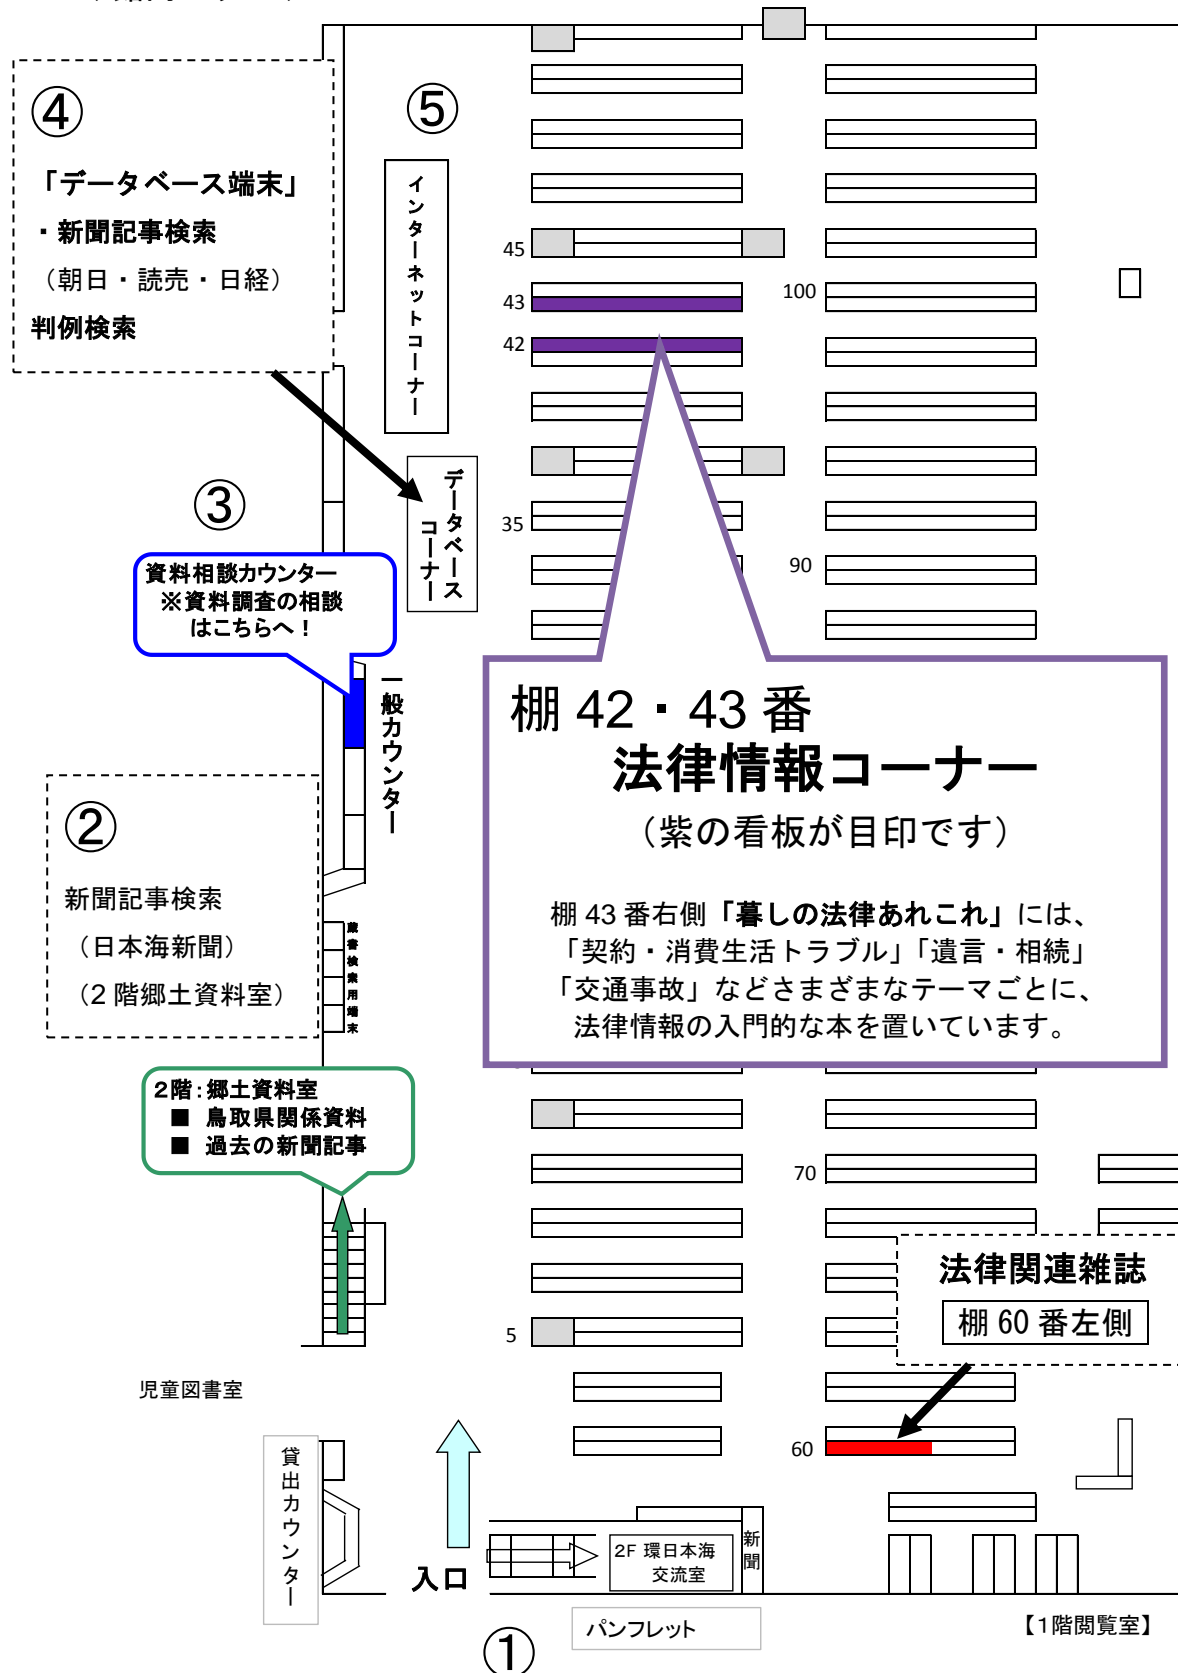 ④
「データベース端末」
・新聞記事検索
（朝日・読売・日経）
判例検索
⑤
インターネットコーナー
データベース
コーナー
45
43
42
35
100
90
③
資料相談カウンター
※資料調査の相談
はこちらへ！
一般カウンター
棚 42・43 番
法律情報コーナー
（紫の看板が目印です）
棚 43 番右側「暮しの法律あれこれ」には、
「契約・消費生活トラブル」「遺言・相続」
「交通事故」などさまざまなテーマごとに、
法律情報の入門的な本を置いています。
②
新聞記事検索
（日本海新聞）
（2 階郷土資料室）
蔵書検索用端末
2階：郷土資料室
■ 鳥取県関係資料
■ 過去の新聞記事
70
法律関連雑誌
棚 60 番左側
5
60
児童図書室
貸出カウンター
入口
2F 環日本海
交流室
新聞
①
パンフレット
【1階閲覧室】